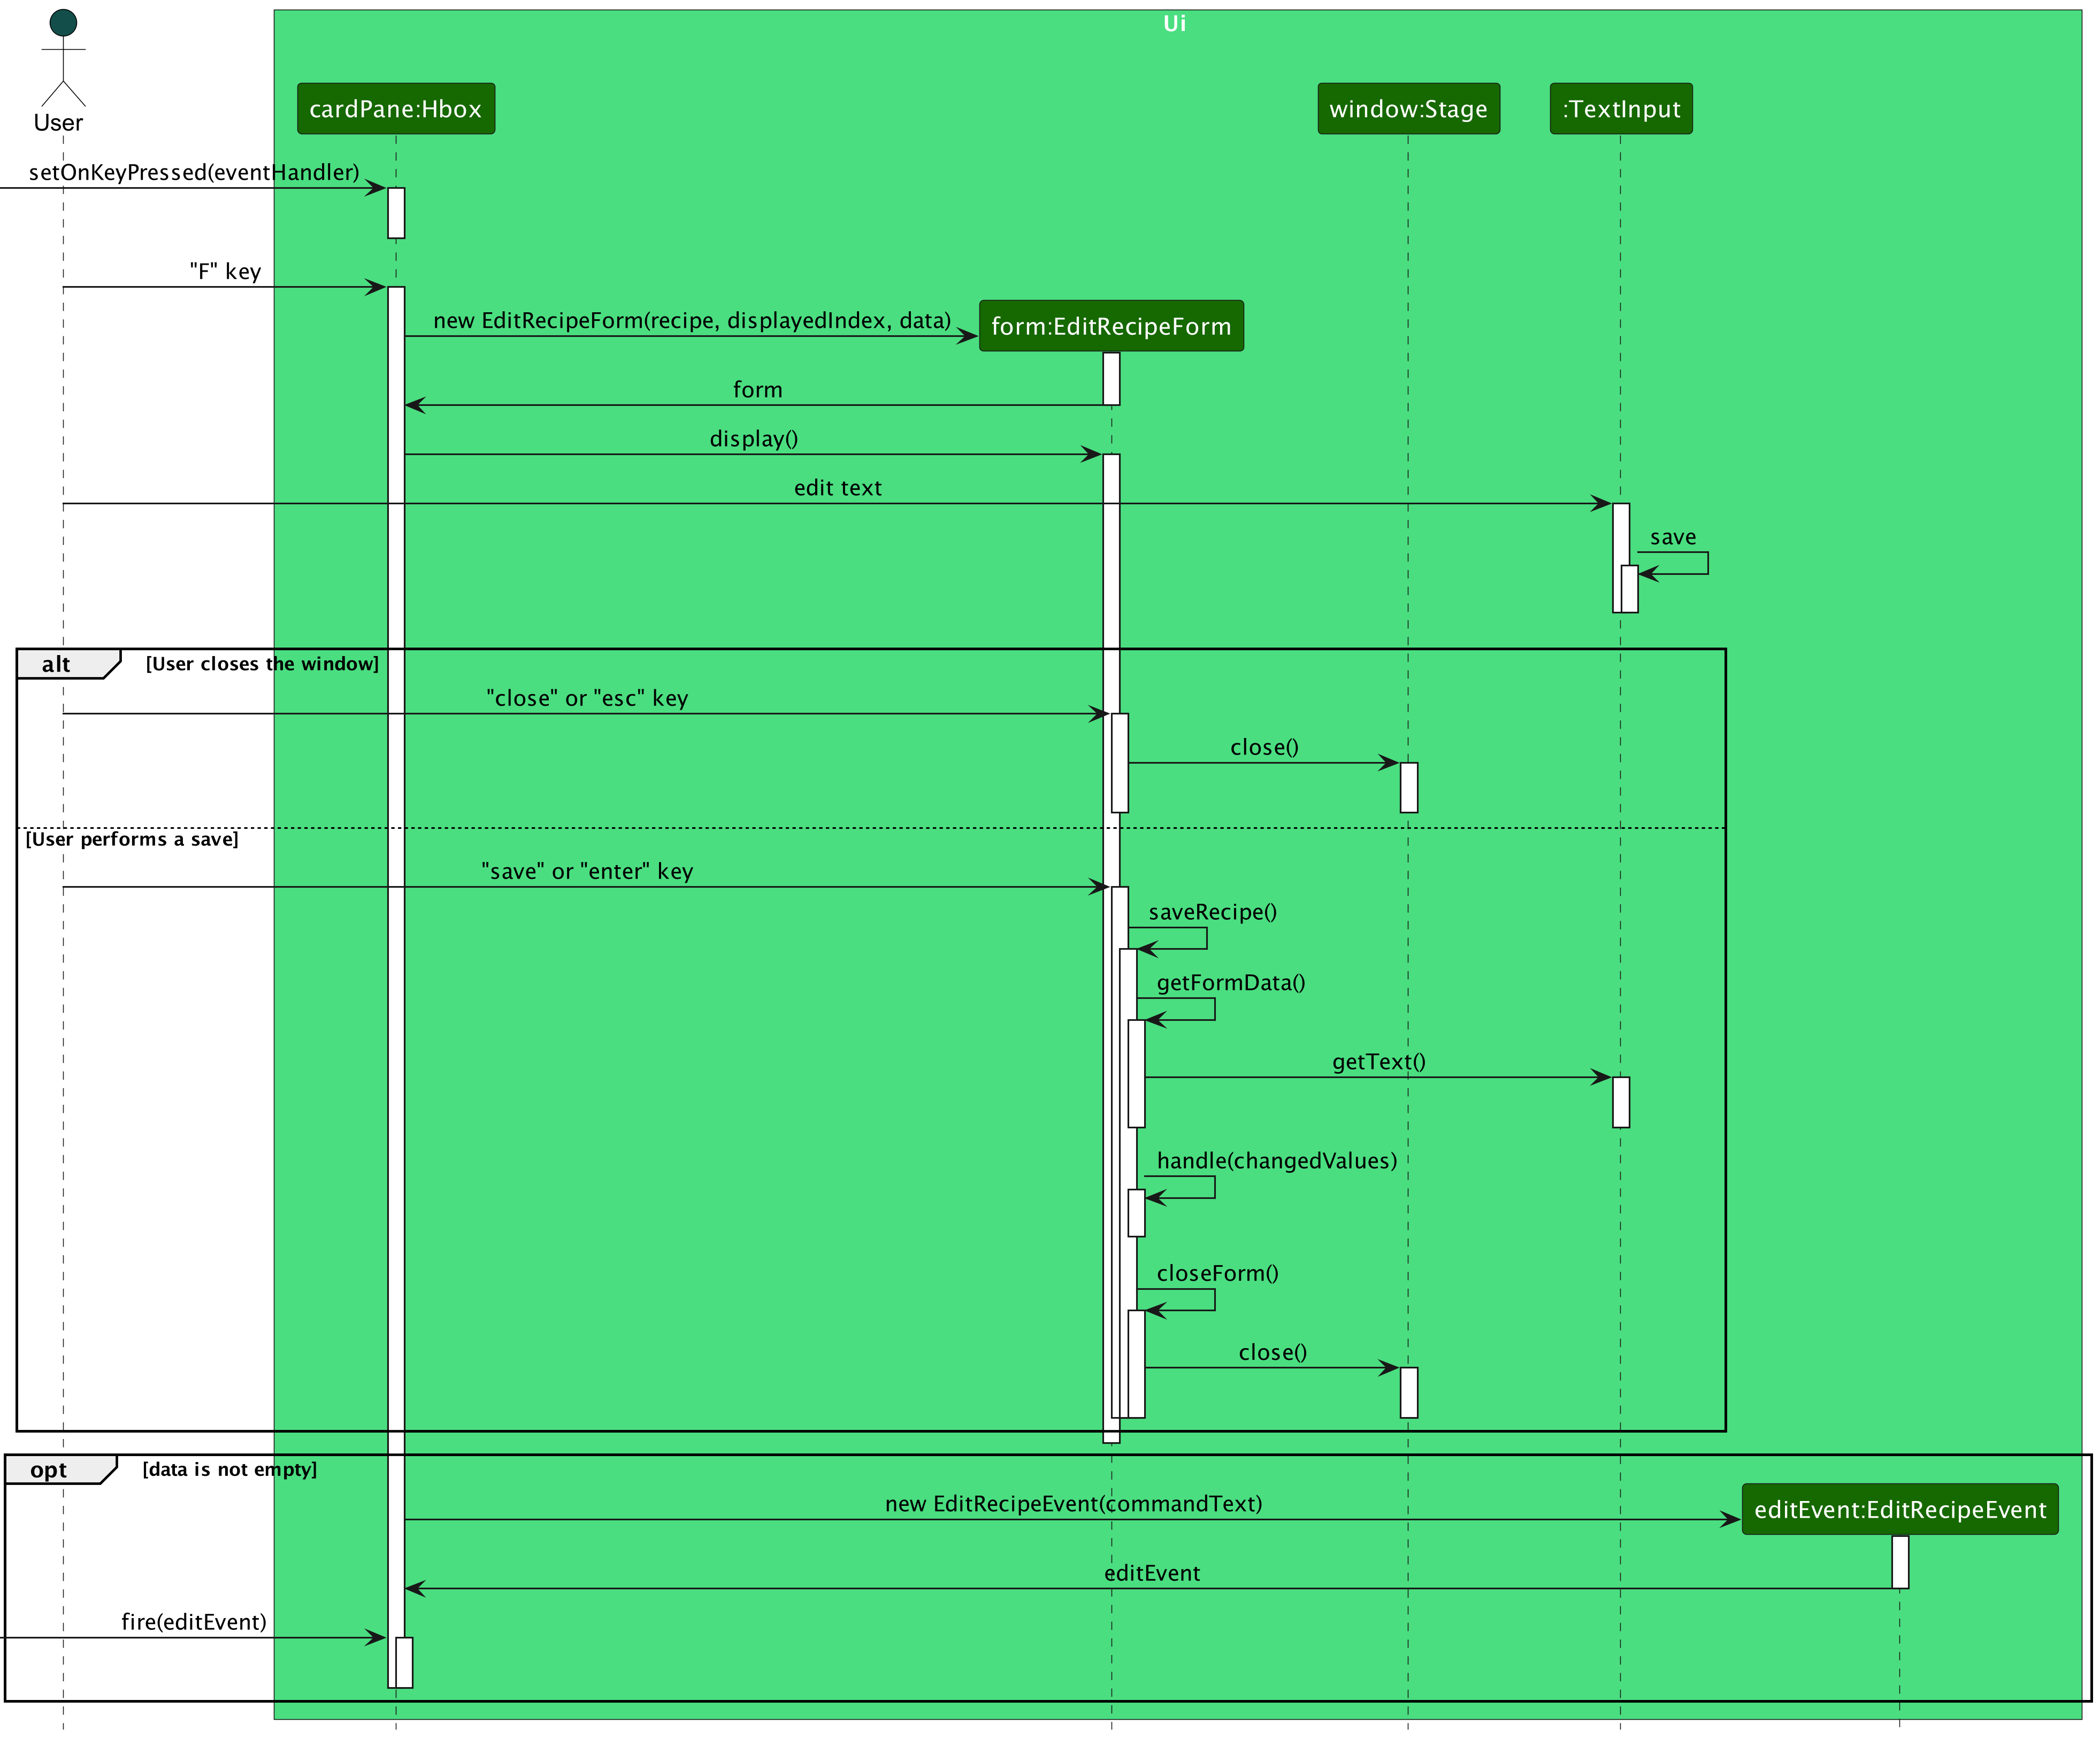 Ui
User
cardPane:Hbox
window:Stage
:TextInput
setOnKeyPressed(eventHandler)
"F" key
new EditRecipeForm(recipe, displayedIndex, data)
form:EditRecipeForm
form
display()
edit text
save
alt
[User closes the window]
"close" or "esc" key
close()
[User performs a save]
"save" or "enter" key
saveRecipe()
getFormData()
getText()
handle(changedValues)
closeForm()
close()
opt
[data is not empty]
new EditRecipeEvent(commandText)
editEvent:EditRecipeEvent
editEvent
fire(editEvent)